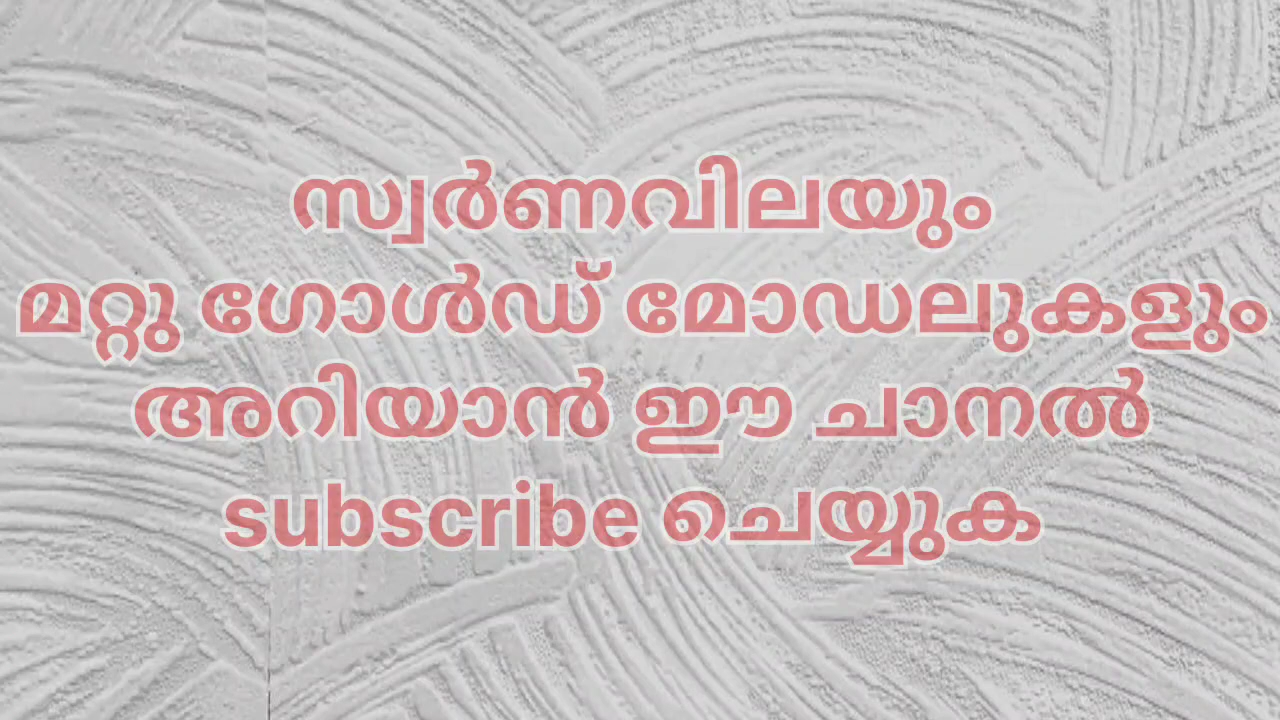 സ്വർണവിലയും
മറ്റു ഗോൾഡ് മോഡലുകളും
അറിയാൻ ഈ ചാനൽ
subscribe ചെയ്യുക